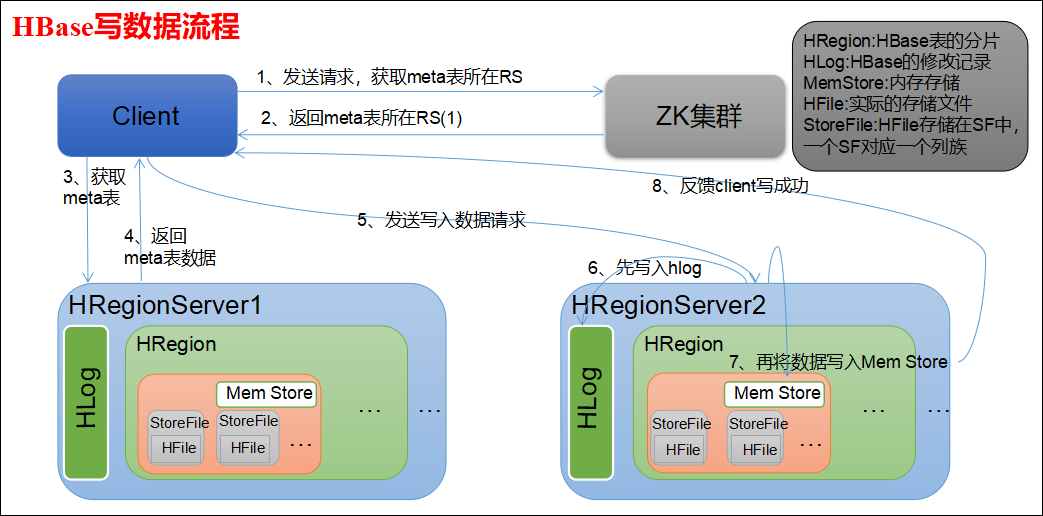 HBase写数据流程
HRegion:HBase表的分片
HLog:HBase的修改记录
MemStore:内存存储
HFile:实际的存储文件
StoreFile:HFile存储在SF中，
一个SF对应一个列族
Client
1、发送请求，获取meta表所在RS
2、返回meta表所在RS(1)
ZK集群
3、获取
meta表
4、返回
meta表数据
5、发送写入数据请求
8、反馈client写成功
6、先写入hlog
HRegionServer1
HLog
HRegion
Mem Store
StoreFile
HFile
StoreFile
HFile
...
...
...
HRegionServer2
HLog
HRegion
7、再将数据写入Mem Store
Mem Store
StoreFile
HFile
StoreFile
HFile
...
...
...